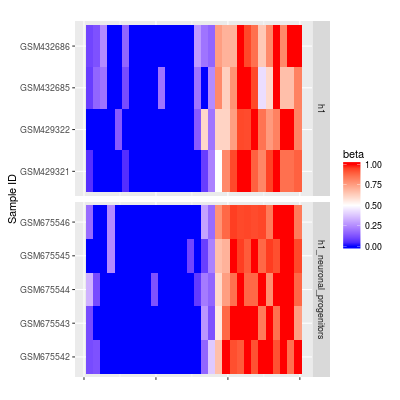 GSM432686
GSM432685
GSM429322
GSM429321
h1
GSM675546
GSM675545
GSM675544
GSM675543
GSM675542
h1_neuronal_progenitors
Sample ID
beta
1.00
0.75
0.50
0.25
0.00